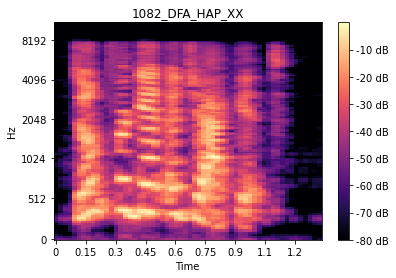 1082_DFA_HAP_XX
8192
4096
2048
1024
512
0
Hz
0 0.15 0.3 0.45 0.6 0.75 0.9 1.1 1.2
Time
-10 dB
-20 dB
-30 dB
-40 dB
-50 dB
-60 dB
-70 dB
-80 dB